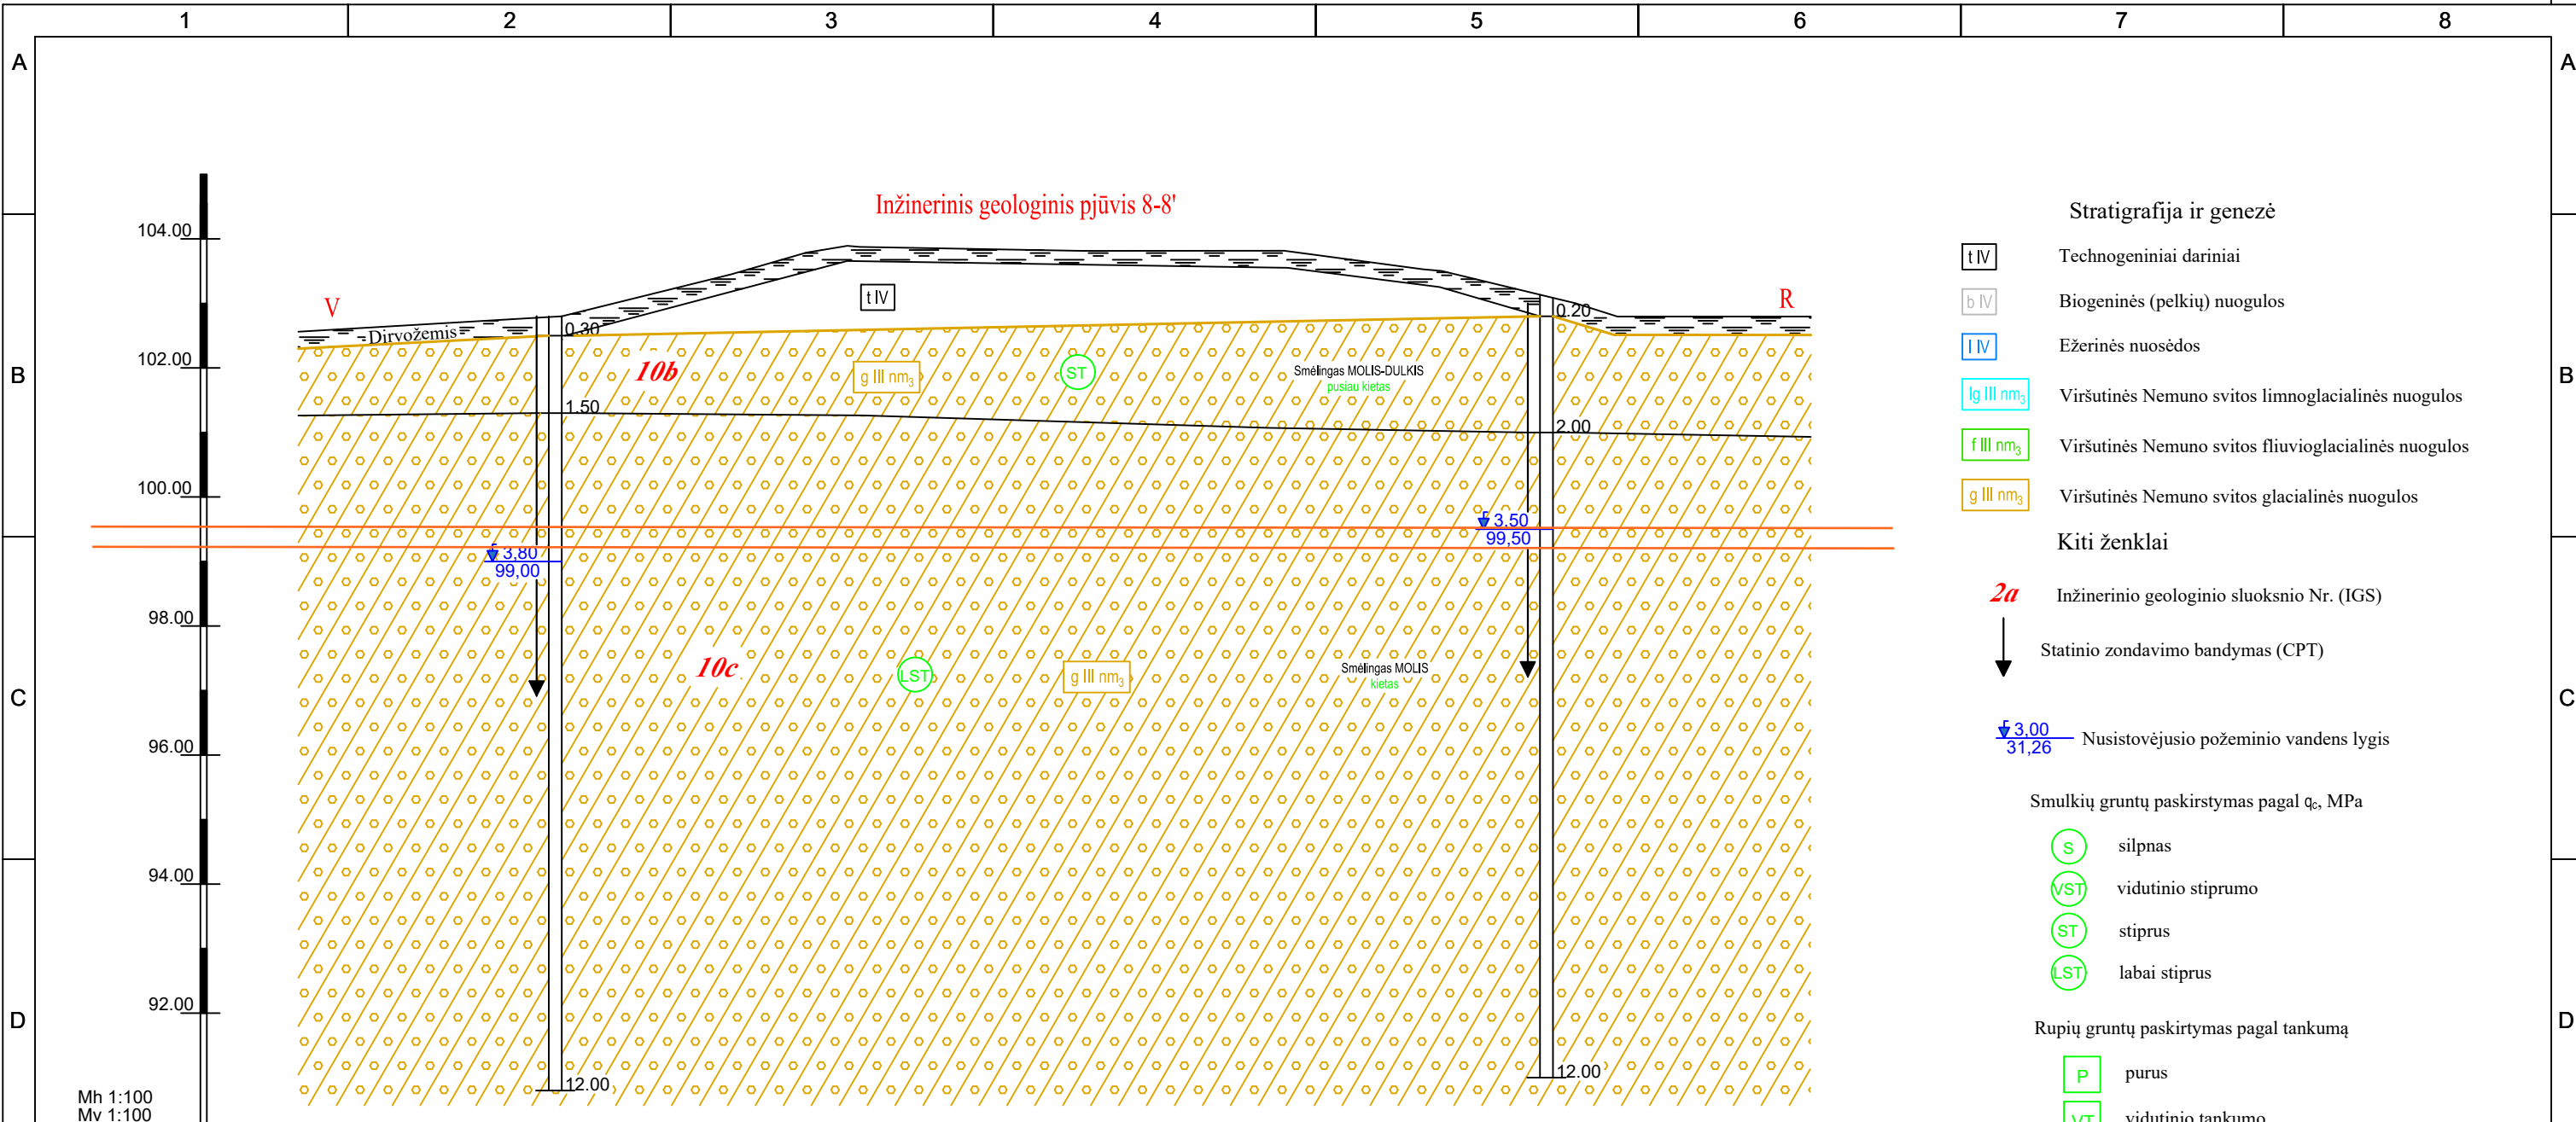 1 2 3 4 5 6 7 8
A A
Inžinerinis geologinis pjūvis 8-8'
104.00
102.00
100.00
98.00
96.00
94.00
92.00
V
R
t IV
Dirvožemis
0.30
0.20
10b
g III nm3
ST
Smėlingas MOLIS-DULKIS
pusiau kietas
1.50
2.00
3.50
99,50
3,80
99,00
10c
LST
g III nm3
Smėlingas MOLIS
kietas
12.00
12.00
Mh 1:100
Mv 1:100
B B
C C
D D
Stratigrafija ir genezė
t IV Technogeniniai dariniai
b IV Biogeninės (pelkių) nuogulos
l IV Ežerinės nuosėdos
lg III nm3 Viršutinės Nemuno svitos limnoglacialinės nuogulos
f III nm3 Viršutinės Nemuno svitos fliuvioglacialinės nuogulos
g III nm3 Viršutinės Nemuno svitos glacialinės nuogulos
Kiti ženklai
2a Inžinerinio geologinio sluoksnio Nr. (IGS)
Statinio zondavimo bandymas (CPT)
3,00
31,26
Nusistovėjusio požeminio vandens lygis
Smulkių gruntų paskirstymas pagal qc, MPa
S silpnas
VST vidutinio stiprumo
ST stiprus
LST labai stiprus
Rupių gruntų paskirtymas pagal tankumą
P purus
VT vidutinio tankumo